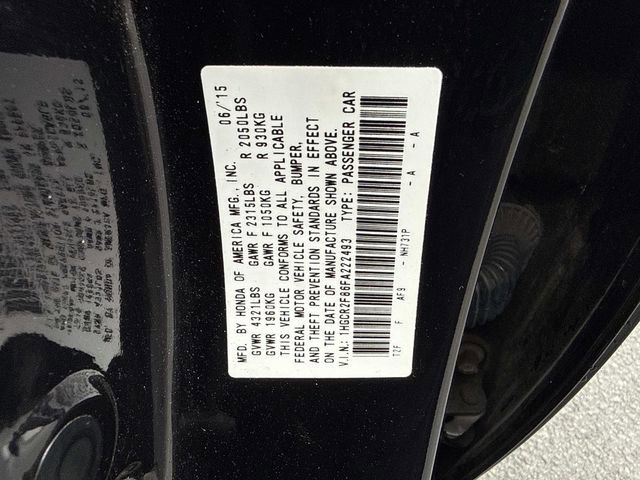 MFD. BY HONDA OF AMERICA MFG., INC. 06/'15
GVWR 4321LBS GAWR F 2315LBS R 2050LBS
GVWR 1960KG GAWR F 1050KG R 930KG
THIS VEHICLE CONFORMS TO ALL APPLICABLE
FEDERAL MOTOR VEHICLE SAFETY, BUMPER,
AND THEFT PREVENTION STANDARDS IN EFFECT
ON THE DATE OF MANUFACTURE SHOWN ABOVE.
V.I.N.: 1HGCR2F86FA222493 TYPE: PASSENGER CAR
T2F F AF9 - NH731P - A - A